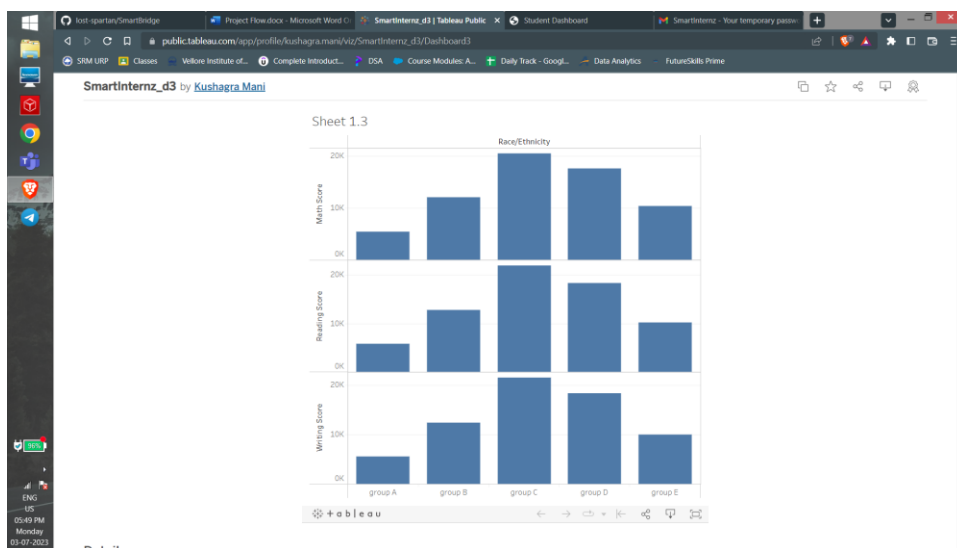 lost-spartan/SmartBridge
Project Flow.docx - Microsoft Word O
SmartInternz_d3 | Tableau Public
Student Dashboard
SmartInternz - Your temporary passw
public.tableau.com/app/profile/kushagra.mani/viz/SmartInternz_d3/Dashboard3
SRM URP
Classes
Vellore Institute of...
Complete Introduct...
DSA
Course Modules: A...
Daily Track - Googl...
Data Analytics
FutureSkills Prime
SmartInternz_d3 by Kushagra Mani
Sheet 1.3
Race/Ethnicity
Math Score
20K
10K
0K
Reading Score
20K
10K
0K
Writing Score
20K
10K
0K
group A
group B
group C
group D
group E
+ableau
96%
ENG
US
05:49 PM
Monday
03-07-2023